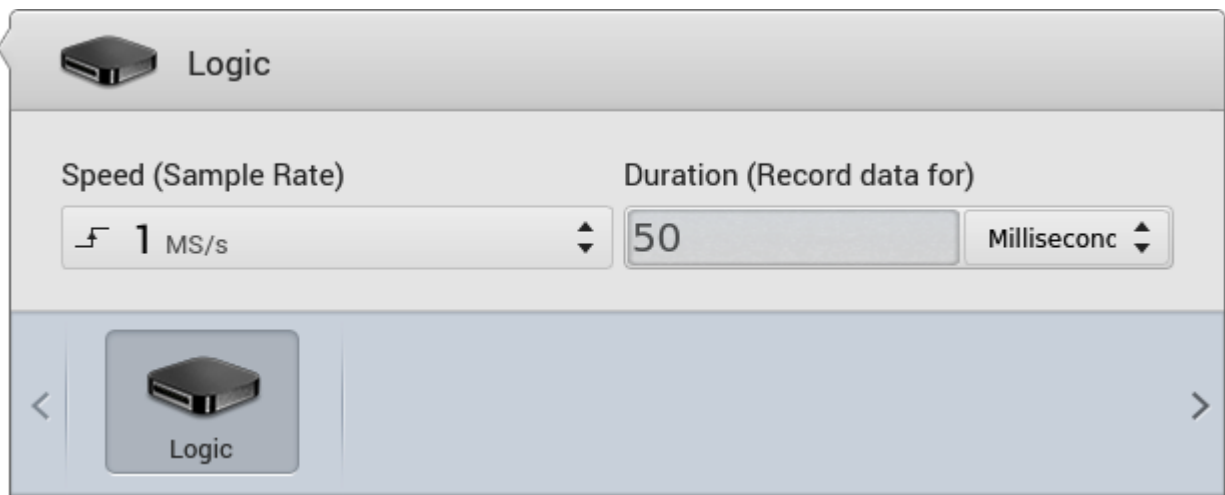 Logic
Speed (Sample Rate) Duration (Record data for)
1 MS/s 50 Milliseconc
Logic